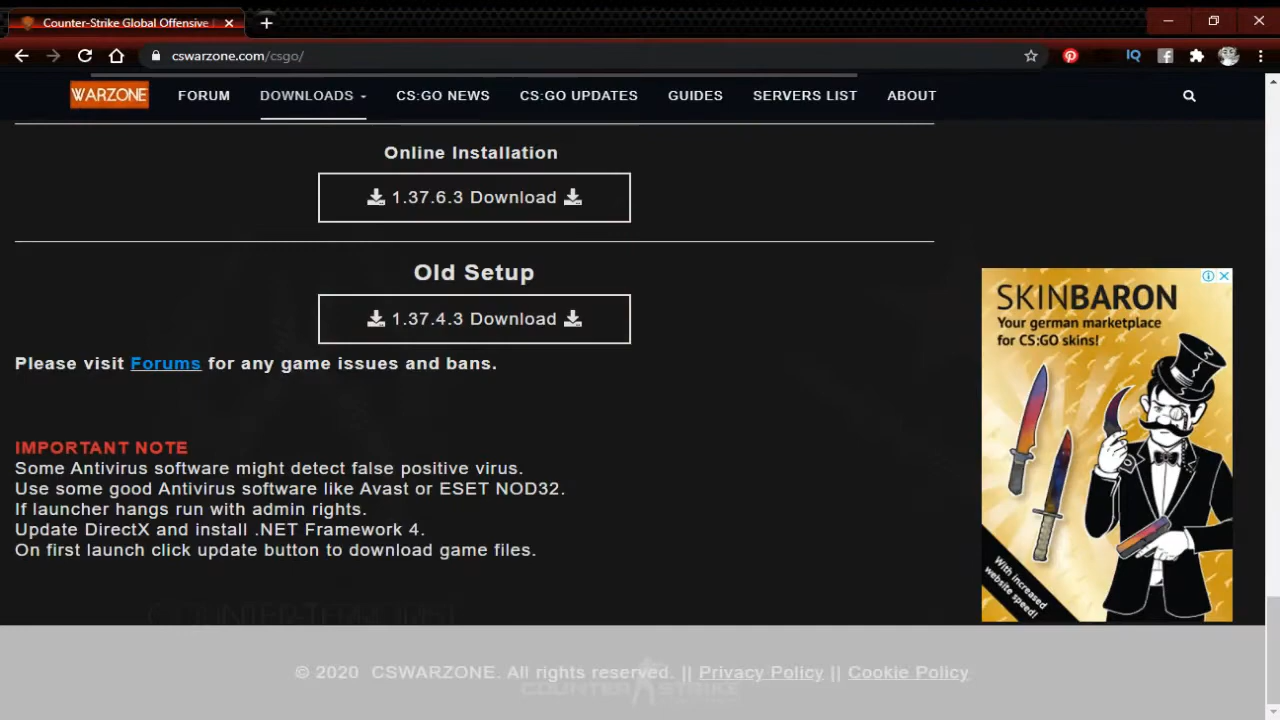 Counter-Strike Global Offensive
cswarzone.com/csgo/
IQ
WARZONE FORUM DOWNLOADS CS:GO NEWS CS:GO UPDATES GUIDES SERVERS LIST ABOUT
Online Installation
1.37.6.3 Download
Old Setup
1.37.4.3 Download
Please visit Forums for any game issues and bans.
SKINBARON
Your german marketplace
for CS:GO skins!
With increased
website speed!
IMPORTANT NOTE
Some Antivirus software might detect false positive virus.
Use some good Antivirus software like Avast or ESET NOD32.
If launcher hangs run with admin rights.
Update DirectX and install .NET Framework 4.
On first launch click update button to download game files.
COUNTER-TERRORIST
© 2020 CSWARZONE. All rights reserved. || Privacy Policy || Cookie Policy
COUNTER STRIKE